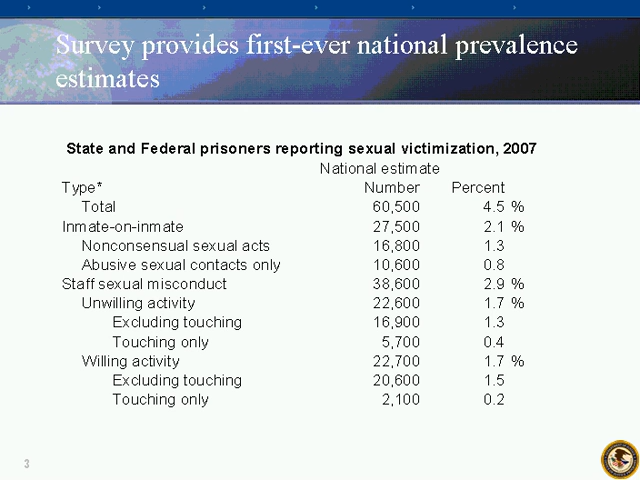 Survey provides first-ever national prevalence
estimates
State and Federal prisoners reporting sexual victimization, 2007
National estimate
Type* Number Percent
Total 60,500 4.5 %
Inmate-on-inmate 27,500 2.1 %
Nonconsensual sexual acts 16,800 1.3
Abusive sexual contacts only 10,600 0.8
Staff sexual misconduct 38,600 2.9 %
Unwilling activity 22,600 1.7 %
Excluding touching 16,900 1.3
Touching only 5,700 0.4
Willing activity 22,700 1.7 %
Excluding touching 20,600 1.5
Touching only 2,100 0.2
3